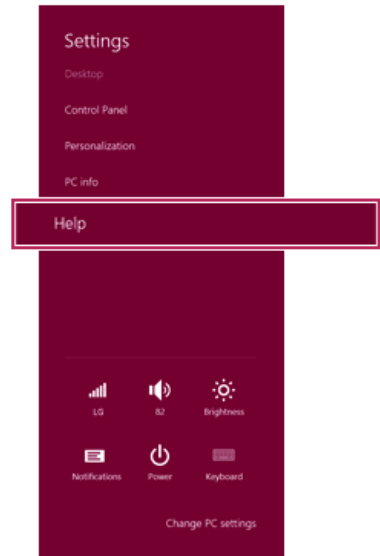 Settings
Desktop
Control Panel
Personalization
PC info
Help
LG
82
Brightness
Notifications
Power
Keyboard
Change PC settings